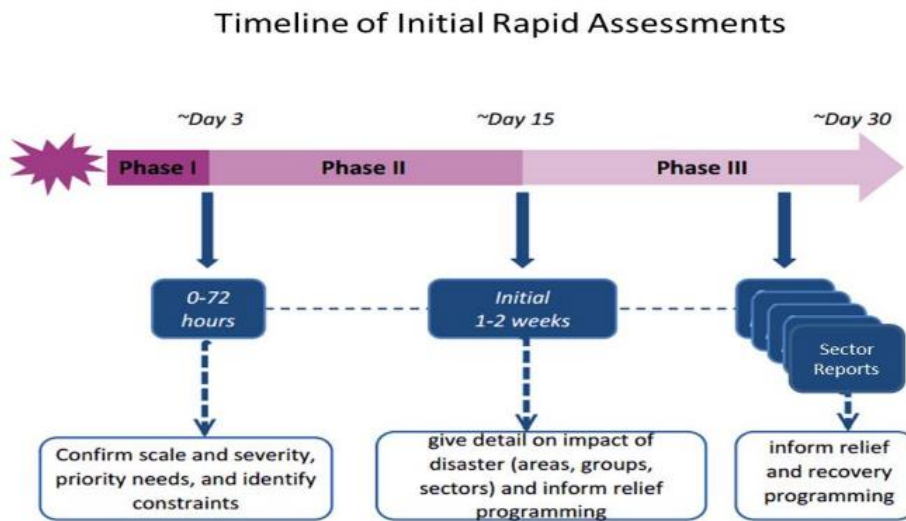 Timeline of Initial Rapid Assessments
~Day 3
~Day 15
~Day 30
Phase I
Phase II
Phase III
0-72
hours
Initial
1-2 weeks
Sector
Reports
Confirm scale and severity,
priority needs, and identify
constraints
give detail on impact of
disaster (areas, groups,
sectors) and inform relief
programming
inform relief
and recovery
programming